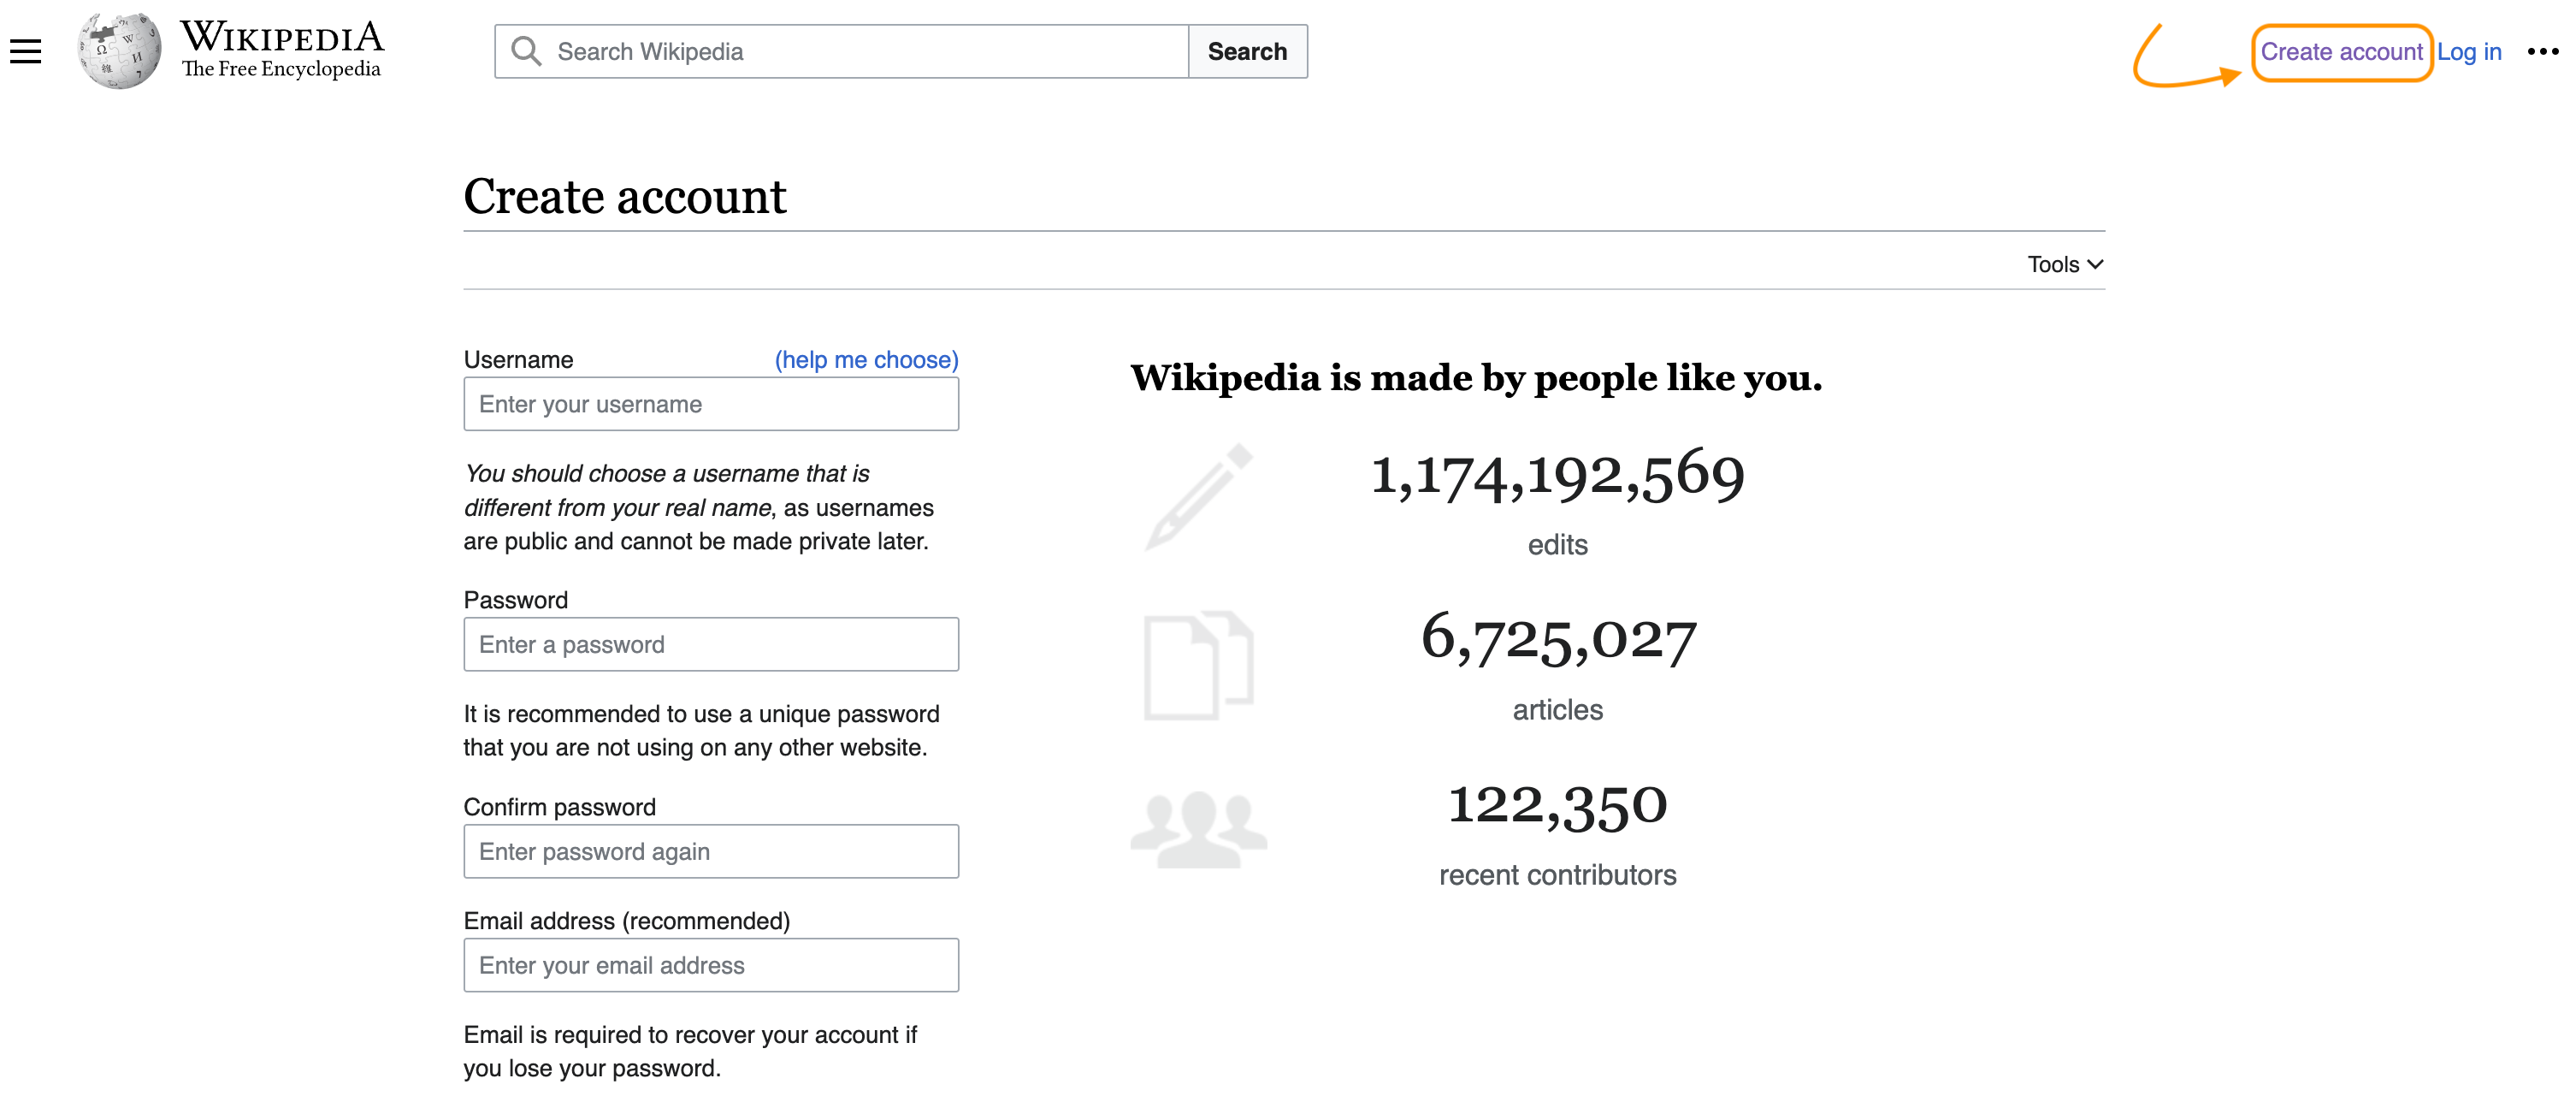 WIKIPEDIA
The Free Encyclopedia
Search Wikipedia
Search
Create account
Log in
Create account
Tools
Username
(help me choose)
Enter your username
You should choose a username that is
different from your real name, as usernames
are public and cannot be made private later.
Password
Enter a password
It is recommended to use a unique password
that you are not using on any other website.
Confirm password
Enter password again
Email address (recommended)
Enter your email address
Email is required to recover your account if
you lose your password.
Wikipedia is made by people like you.
1,174,192,569
edits
6,725,027
articles
122,350
recent contributors